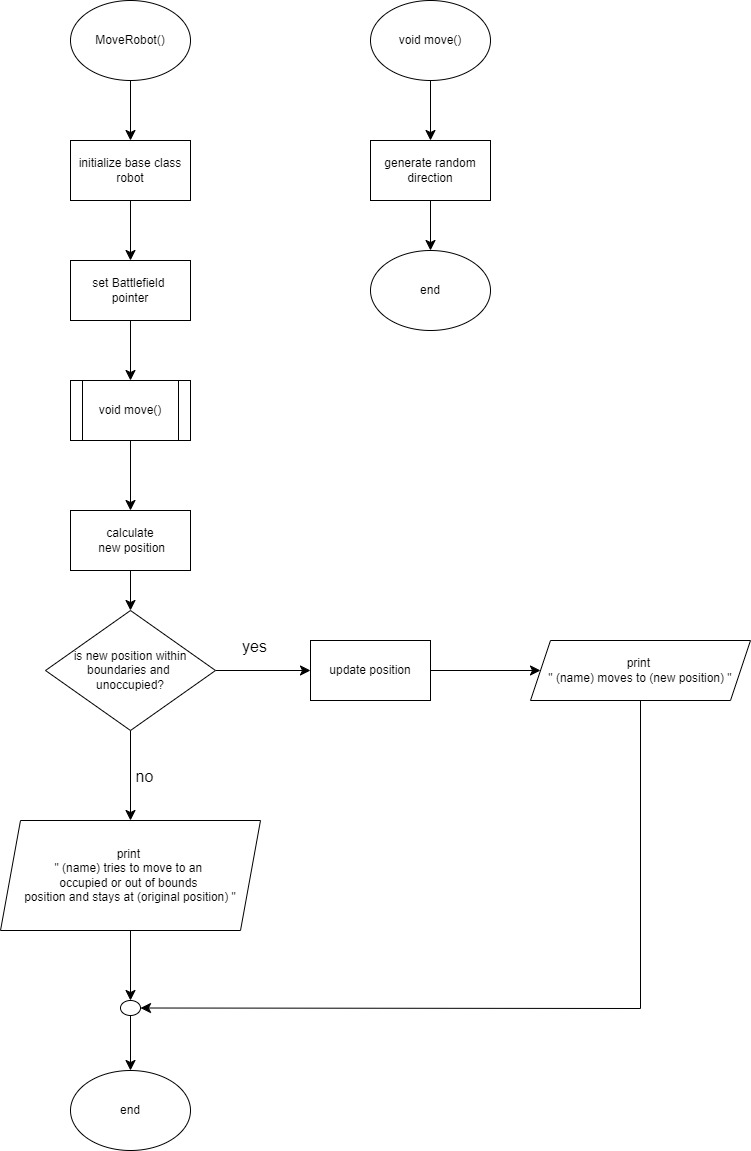 MoveRobot()
void move()
initialize base class
robot
generate random
direction
set Battlefield
pointer
end
void move()
calculate
new position
is new position within
boundaries and
unoccupied?
yes
update position
print
" (name) moves to (new position) "
no
print
" (name) tries to move to an
occupied or out of bounds
position and stays at (original position) "
end